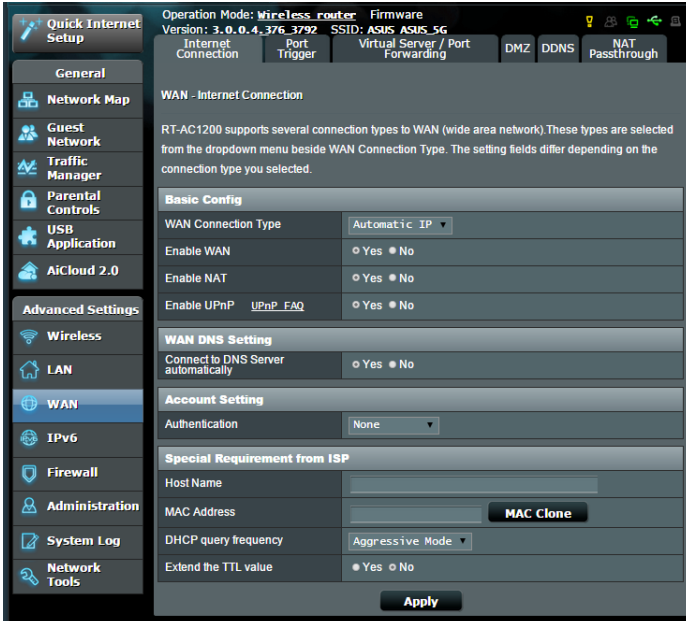 Quick Internet
Setup
General
Network Map
Guest
Network
Traffic
Manager
Parental
Controls
USB
Application
AiCloud 2.0
Advanced Settings
Wireless
LAN
WAN
IPv6
Firewall
Administration
System Log
Network
Tools
Operation Mode: Wireless router Firmware
Version: 3.0.0.4.376_3792 SSID: ASUS ASUS_5G
Internet
Connection
Port
Trigger
Virtual Server / Port
Forwarding
DMZ
DDNS
NAT
Passthrough
WAN - Internet Connection
RT-AC1200 supports several connection types to WAN (wide area network).These types are selected
from the dropdown menu beside WAN Connection Type. The setting fields differ depending on the
connection type you selected.
Basic Config
WAN Connection Type Automatic IP
Enable WAN Yes No
Enable NAT Yes No
Enable UPnP UPnP FAQ Yes No
WAN DNS Setting
Connect to DNS Server
automatically Yes No
Account Setting
Authentication None
Special Requirement from ISP
Host Name
MAC Address MAC Clone
DHCP query frequency Aggressive Mode
Extend the TTL value Yes No
Apply